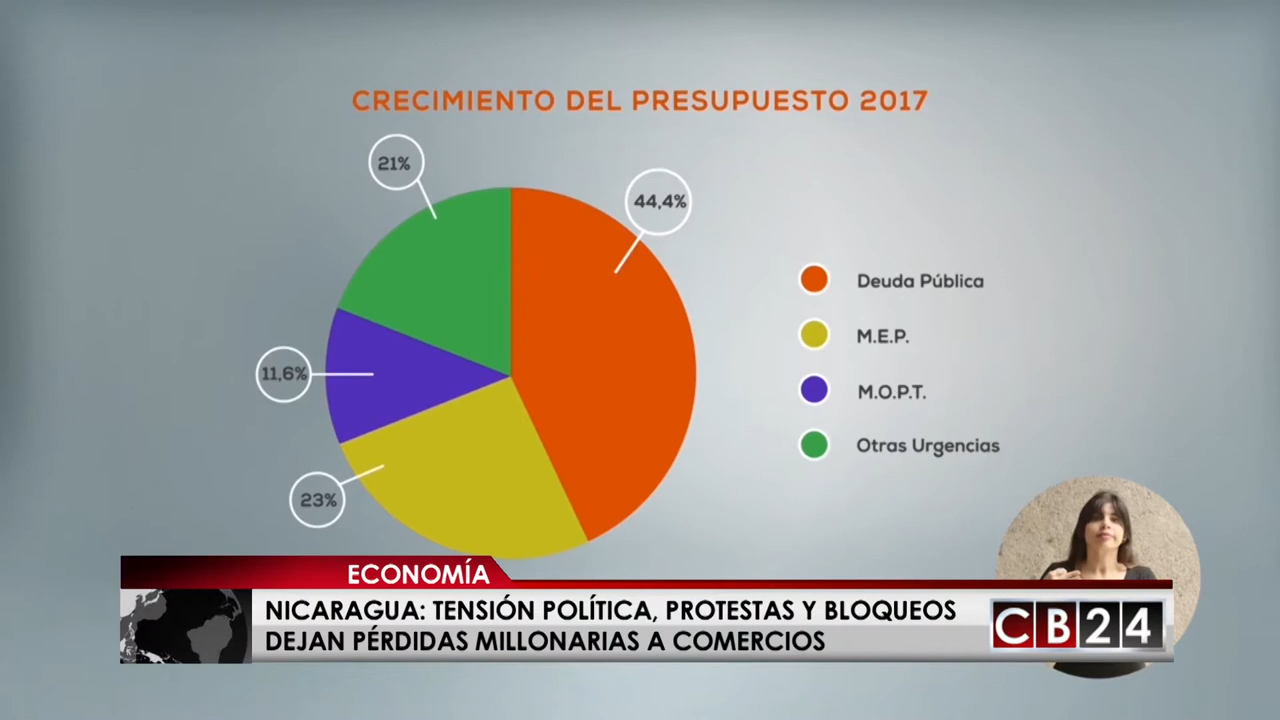 CRECIMIENTO DEL PRESUPUESTO 2017
21%
44,4%
11,6%
23%
Deuda Pública
M.E.P.
M.O.P.T.
Otras Urgencias
ECONOMÍA
NICARAGUA: TENSIÓN POLÍTICA, PROTESTAS Y BLOQUEOS
DEJAN PÉRDIDAS MILLONARIAS A COMERCIOS
CB24